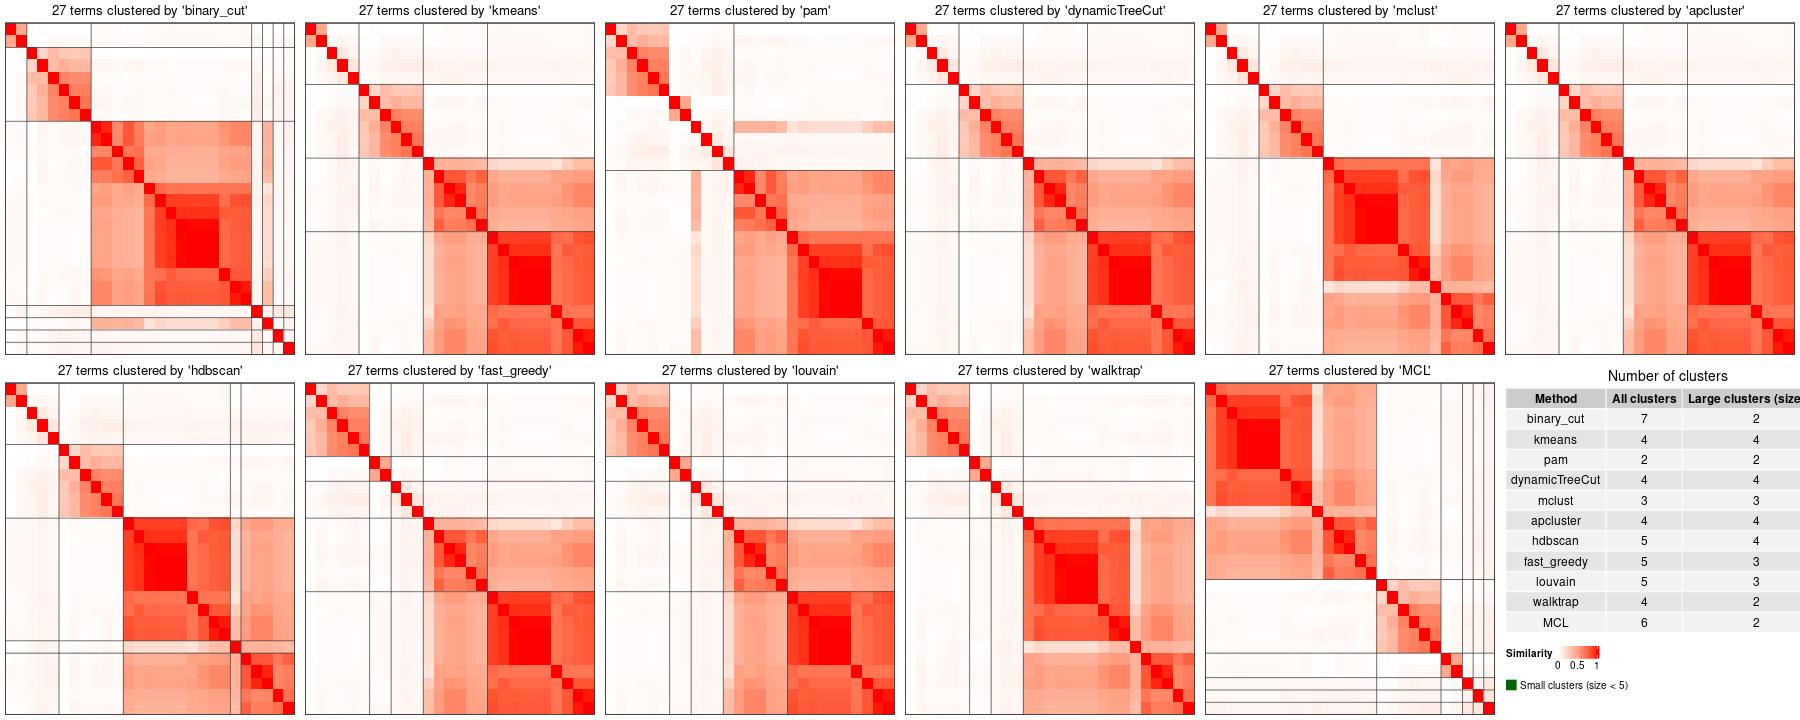 27 terms clustered by 'binary_cut'
27 terms clustered by 'kmeans'
27 terms clustered by 'pam'
27 terms clustered by 'dynamicTreeCut'
27 terms clustered by 'mclust'
27 terms clustered by 'apcluster'
27 terms clustered by 'hdbscan'
27 terms clustered by 'fast_greedy'
27 terms clustered by 'louvain'
27 terms clustered by 'walktrap'
27 terms clustered by 'MCL'
Number of clusters
Method All clusters Large clusters (size
binary_cut 7 2
kmeans 4 4
pam 2 2
dynamicTreeCut 4 4
mclust 3 3
apcluster 4 4
hdbscan 5 4
fast_greedy 5 3
louvain 5 3
walktrap 4 2
MCL 6 2
Similarity
0 0.5 1
Small clusters (size < 5)